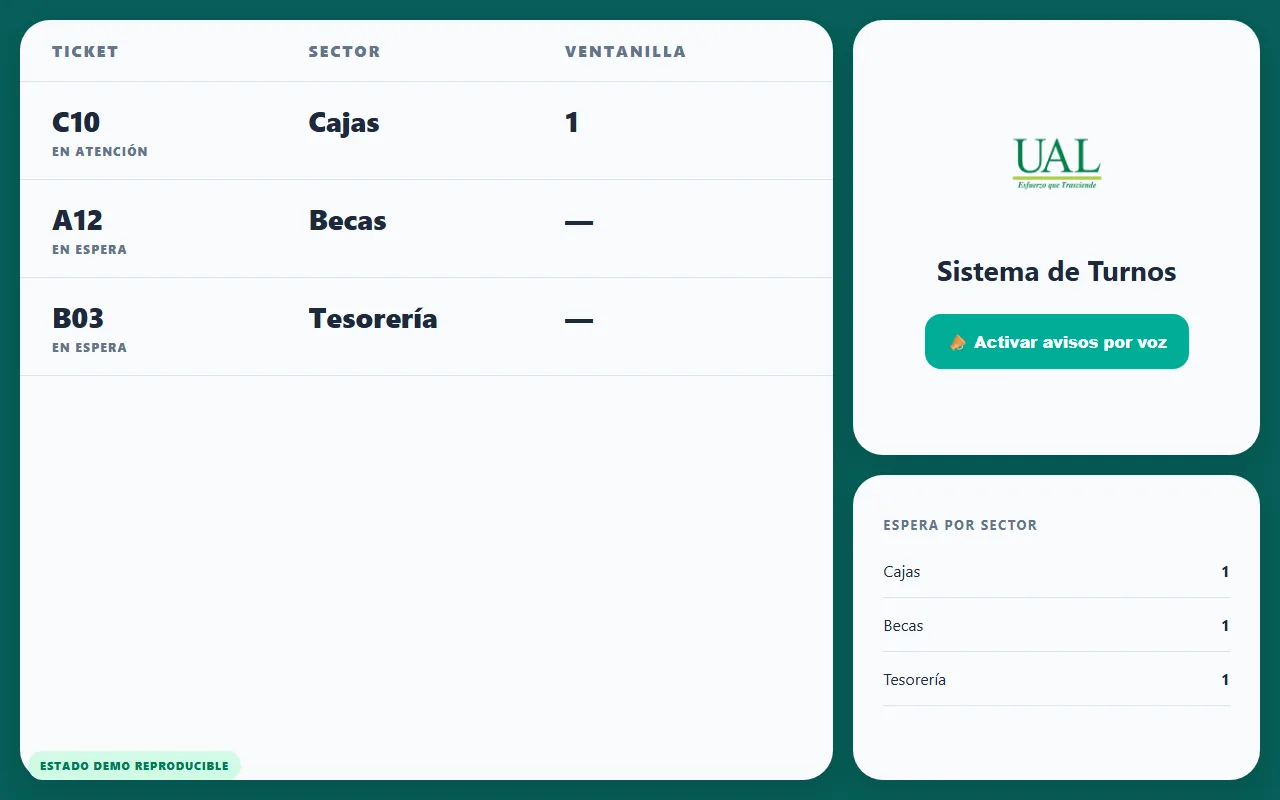 TICKET SECTOR VENTANILLA
C10 Cajas 1
EN ATENCIÓN
A12 Becas —
EN ESPERA
B03 Tesorería —
EN ESPERA
ESTADO DEMO REPRODUCIBLE
UAL
Esfuerzo que Trasciende
Sistema de Turnos
Activar avisos por voz
ESPERA POR SECTOR
Cajas 1
Becas 1
Tesorería 1